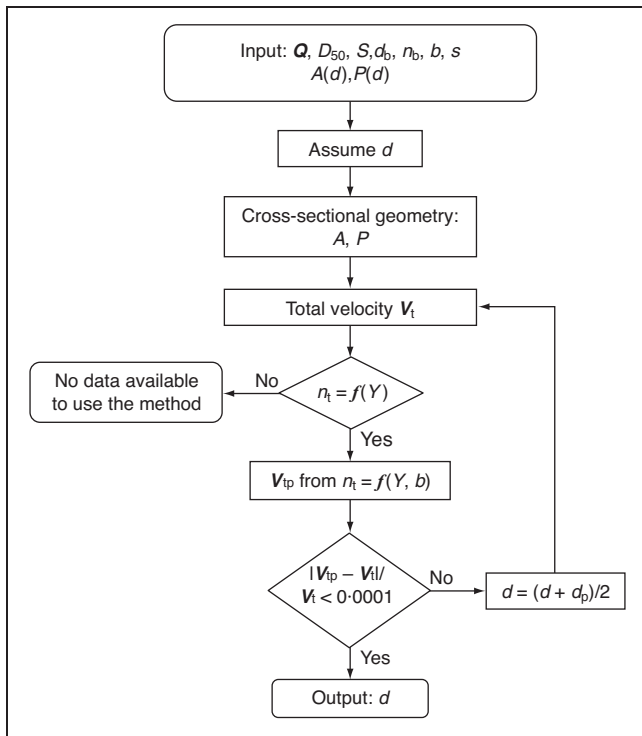 Input: Q, D50, S,db, nb, b, s
A(d),P(d)
Assume d
Cross-sectional geometry:
A, P
Total velocity Vt
No data available
to use the method
No
nt = f(Y)
Yes
Vtp from nt = f(Y, b)
|Vtp – Vt|/
Vt < 0·0001
No
d = (d + dp)/2
Yes
Output: d